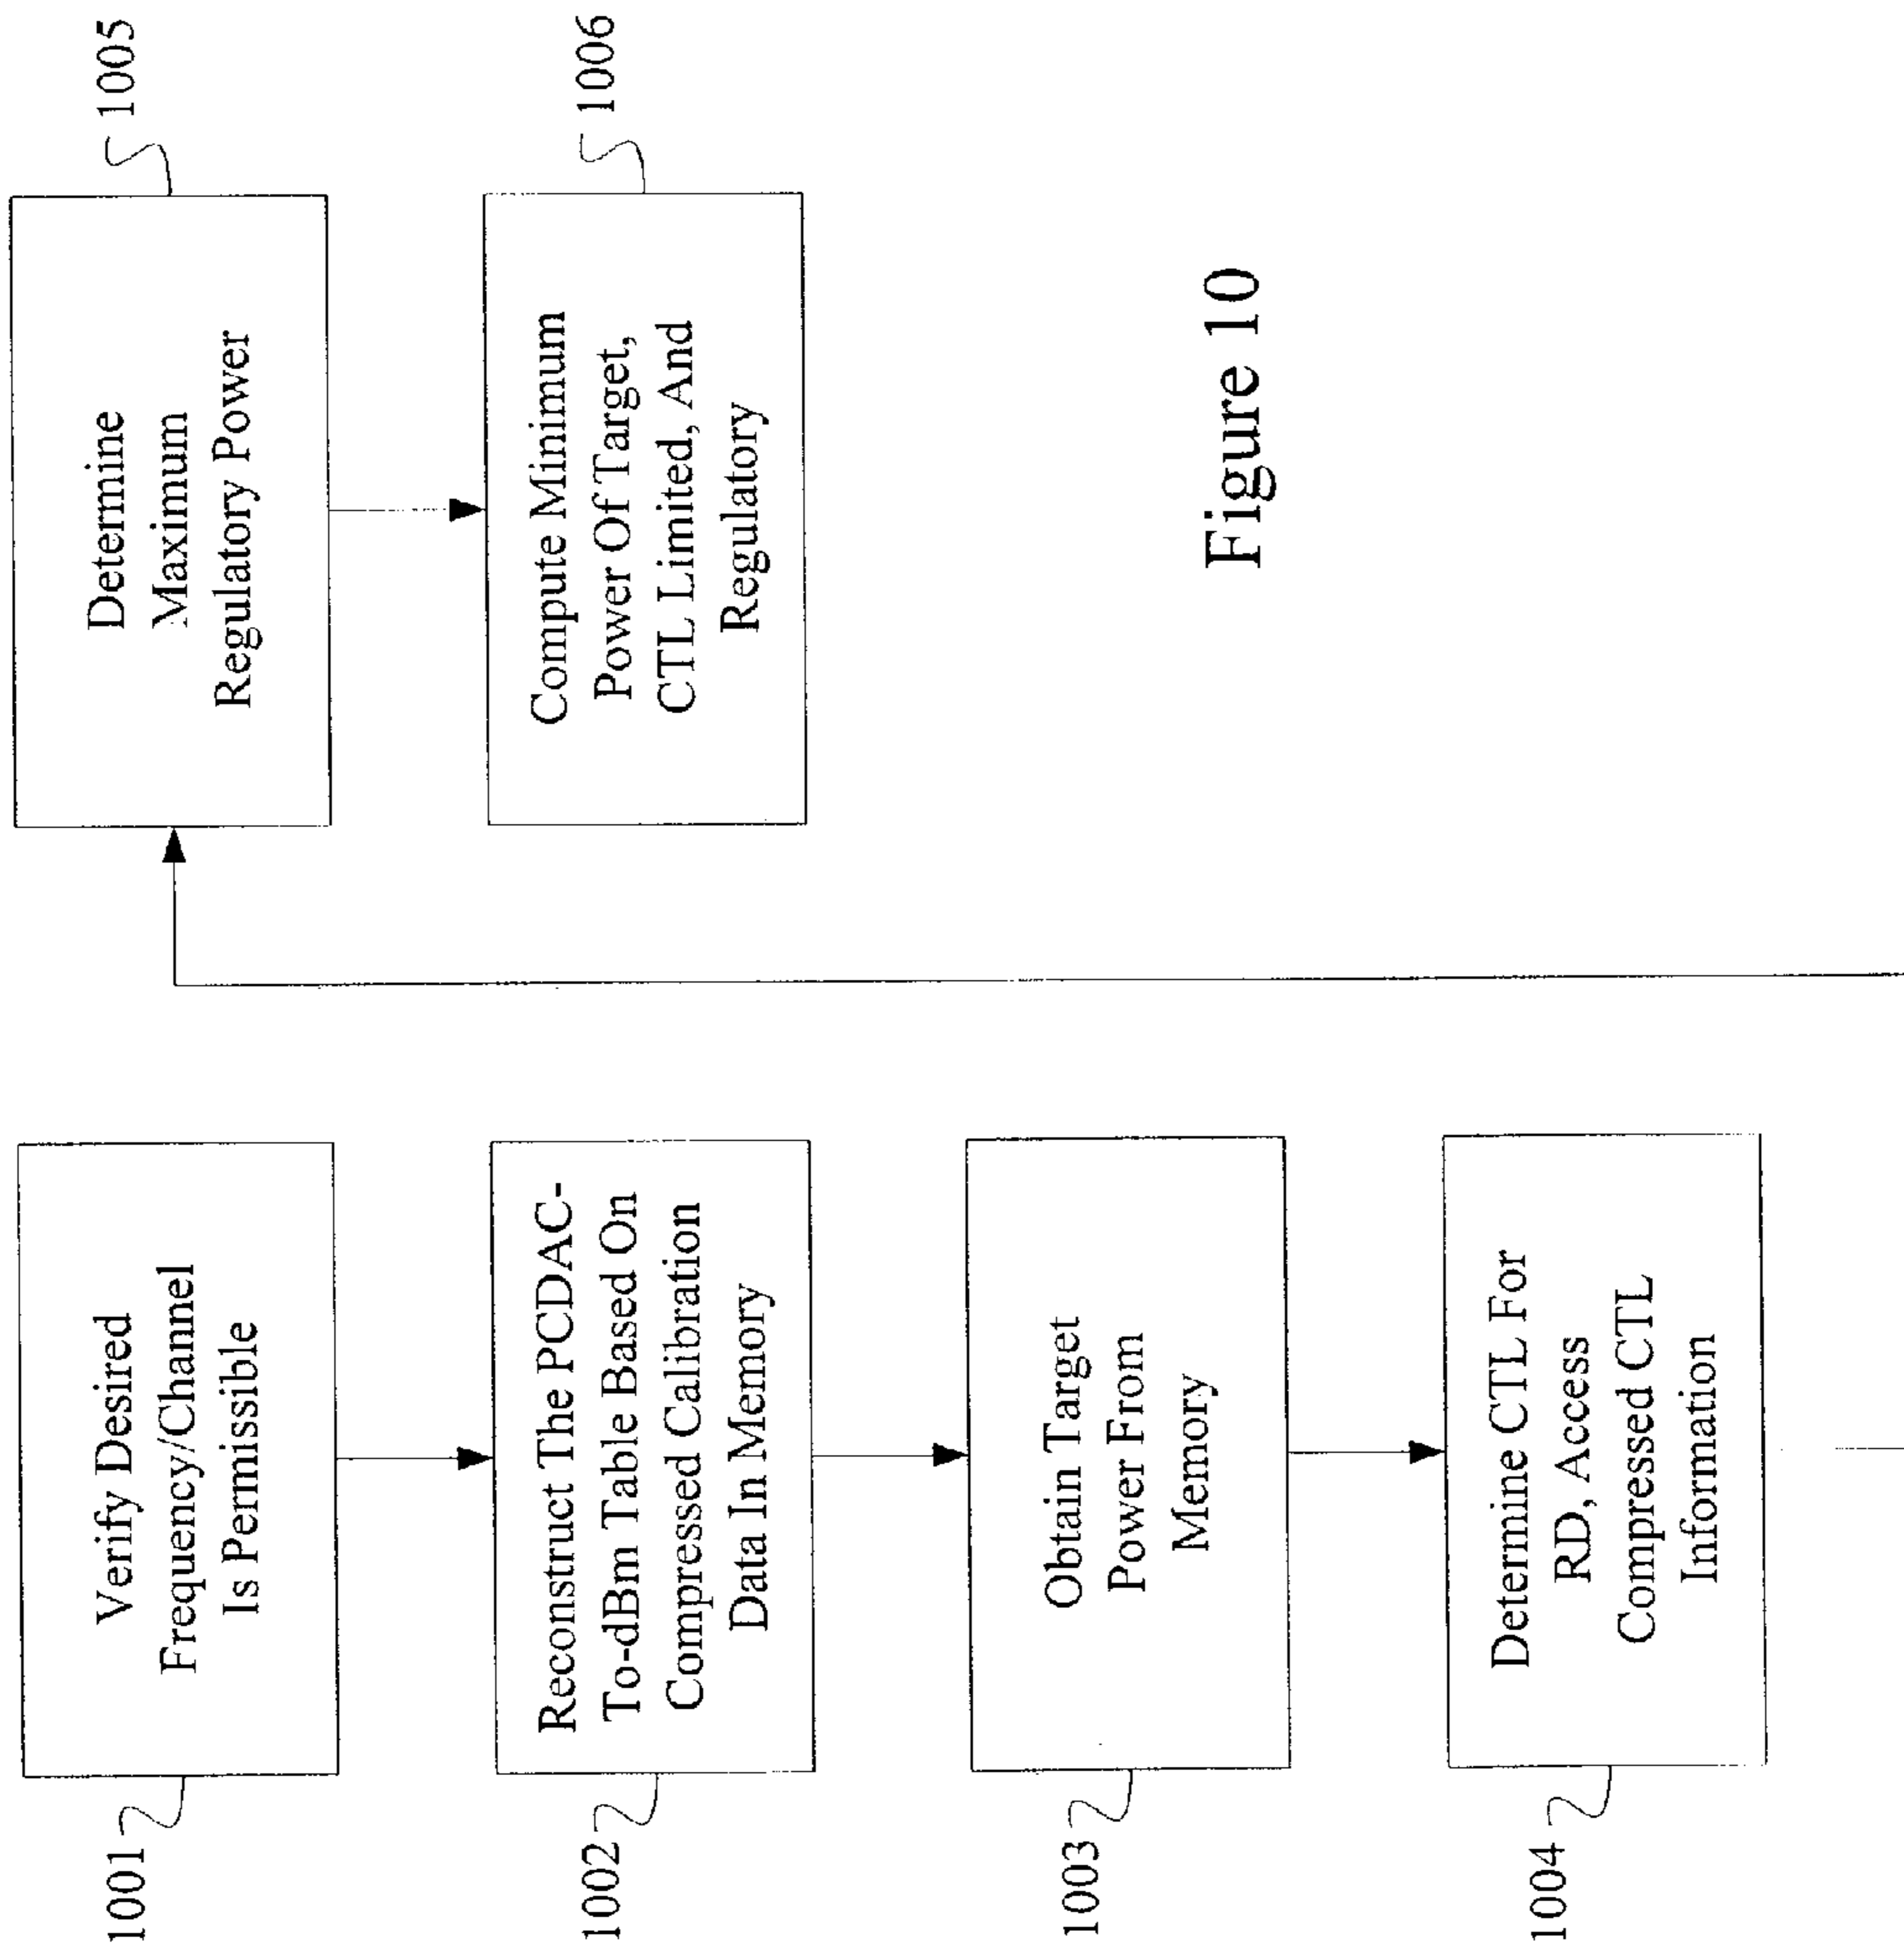 1001
Verify Desired
Frequency/Channel
Is Permissible
1002
Reconstruct The PCDAC-
To-dBm Table Based On
Compressed Calibration
Data In Memory
1003
Obtain Target
Power From
Memory
1004
Determine CTL For
RD, Access
Compressed CTL
Information
1005
Determine
Maximum
Regulatory Power
1006
Compute Minimum
Power Of Target,
CTL Limited, And
Regulatory
Figure 10